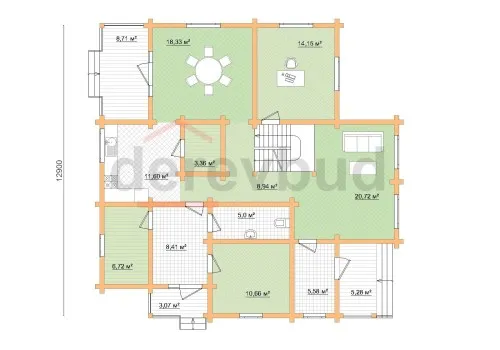 8,71 м²
18,33 м²
14,15 м²
12900
3,36 м²
11,60 м²
derevbud
8,94 м²
20,72 м²
5,0 м²
8,41 м²
6,72 м²
10,66 м²
5,58 м²
5,28 м²
3,07 м²